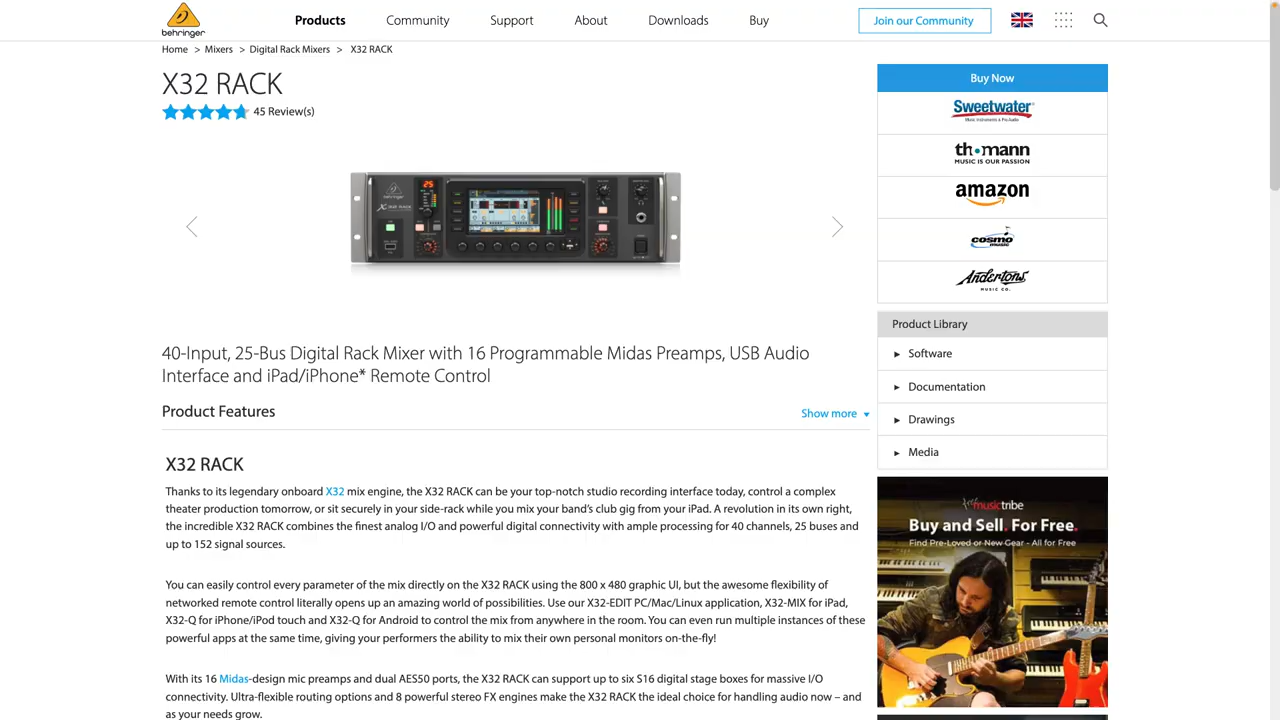 behringer
Products
Community
Support
About
Downloads
Buy
Join our Community
Home > Mixers > Digital Rack Mixers > X32 RACK
X32 RACK
45 Review(s)
Buy Now
Sweetwater
Music Instruments & Pro Audio
th•mann
MUSIC IS OUR PASSION
amazon
cosmo
music
Andertons
MUSIC CO.
behringer
X32 RACK
25
40-Input, 25-Bus Digital Rack Mixer with 16 Programmable Midas Preamps, USB Audio
Interface and iPad/iPhone* Remote Control
Product Features
Show more
X32 RACK
Thanks to its legendary onboard X32 mix engine, the X32 RACK can be your top-notch studio recording interface today, control a complex
theater production tomorrow, or sit securely in your side-rack while you mix your band’s club gig from your iPad. A revolution in its own right,
the incredible X32 RACK combines the finest analog I/O and powerful digital connectivity with ample processing for 40 channels, 25 buses and
up to 152 signal sources.
You can easily control every parameter of the mix directly on the X32 RACK using the 800 x 480 graphic UI, but the awesome flexibility of
networked remote control literally opens up an amazing world of possibilities. Use our X32-EDIT PC/Mac/Linux application, X32-MIX for iPad,
X32-Q for iPhone/iPod touch and X32-Q for Android to control the mix from anywhere in the room. You can even run multiple instances of these
powerful apps at the same time, giving your performers the ability to mix their own personal monitors on-the-fly!
With its 16 Midas-design mic preamps and dual AES50 ports, the X32 RACK can support up to six S16 digital stage boxes for massive I/O
connectivity. Ultra-flexible routing options and 8 powerful stereo FX engines make the X32 RACK the ideal choice for handling audio now – and
as your needs grow.
Product Library
Software
Documentation
Drawings
Media
musictribe
Buy and Sell. For Free.
Find Pre-Loved or New Gear - All for Free